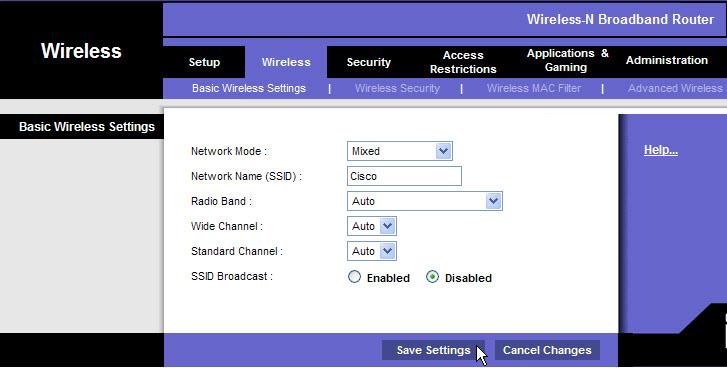 Wireless-N Broadband Router
Wireless
Setup
Wireless
Security
Access
Restrictions
Applications &
Gaming
Administration
Basic Wireless Settings | Wireless Security | Wireless MAC Filter | Advanced Wireless
Basic Wireless Settings
Network Mode : Mixed
Help...
Network Name (SSID) : Cisco
Radio Band : Auto
Wide Channel : Auto
Standard Channel : Auto
SSID Broadcast : Enabled Disabled
Save Settings Cancel Changes